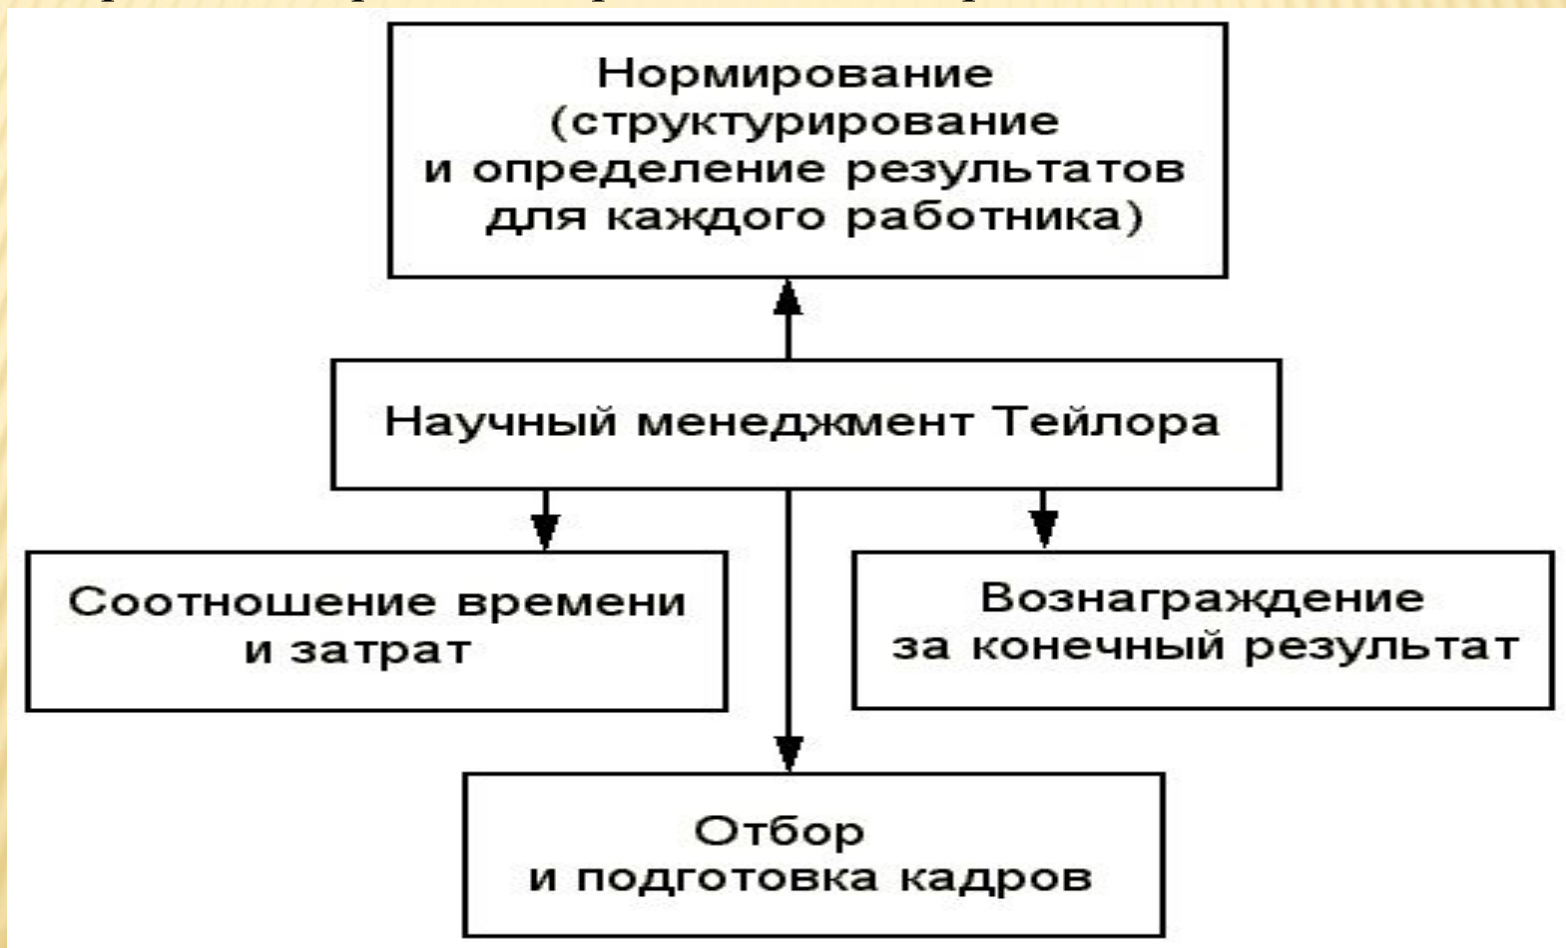 Нормирование
(структурирование
и определение результатов
для каждого работника)
Научный менеджмент Тейлора
Соотношение времени
и затрат
Вознаграждение
за конечный результат
Отбор
и подготовка кадров